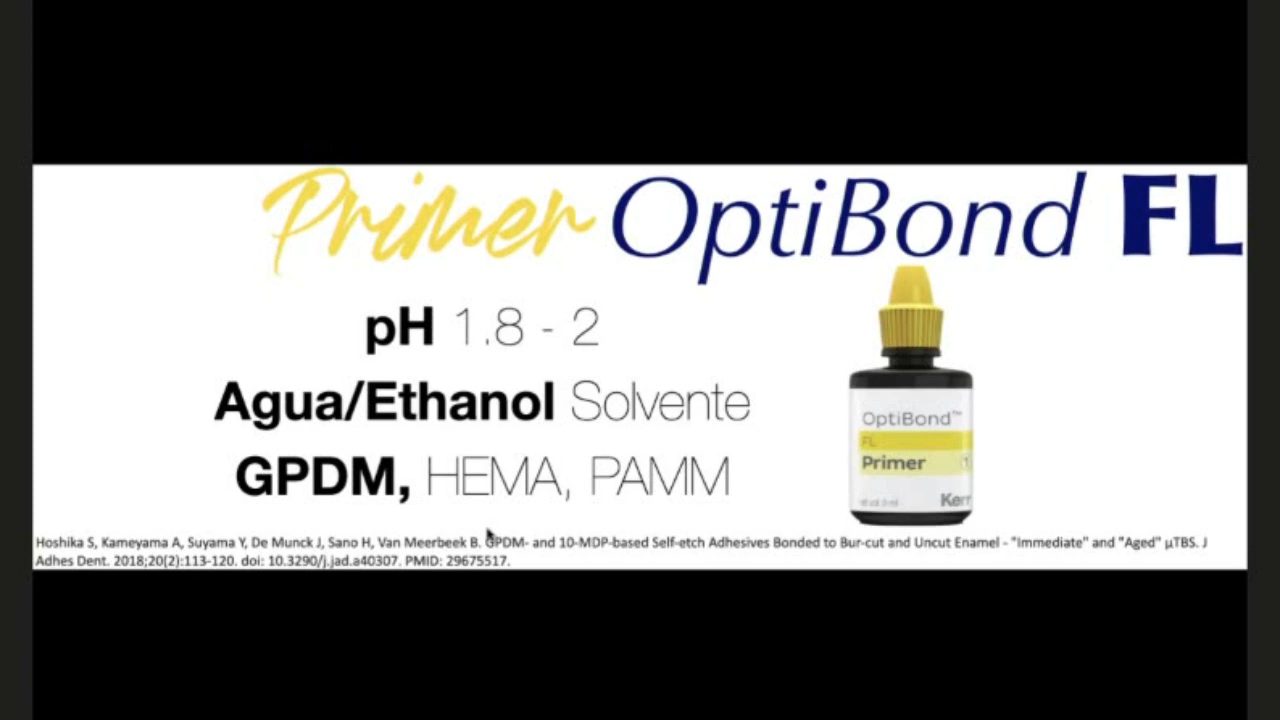 Primer OptiBond FL
pH 1.8 - 2
Agua/Ethanol Solvente
GPDM, HEMA, PAMM
OptiBond™
FL
Primer 1
Kerr
Hoshika S, Kameyama A, Suyama Y, De Munck J, Sano H, Van Meerbeek B. GPDM- and 10-MDP-based Self-etch Adhesives Bonded to Bur-cut and Uncut Enamel - "Immediate" and "Aged" µTBS. J
Adhes Dent. 2018;20(2):113-120. doi: 10.3290/j.jad.a40307. PMID: 29675517.